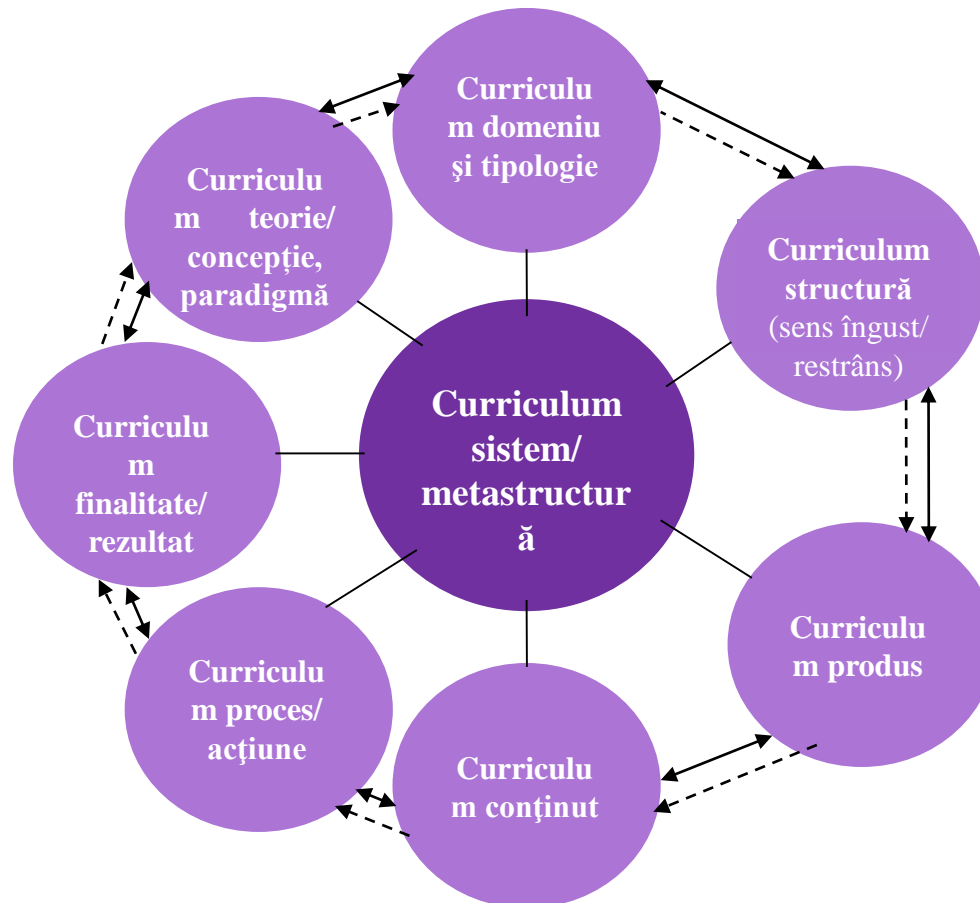 Curriculu
m domeniu
şi tipologie
Curriculu
m teorie/
concepție,
paradigmă
Curriculum
structură
(sens îngust/
restrâns)
Curriculum
sistem/
metastructur
ă
Curriculu
m
finalitate/
rezultat
Curriculu
m produs
Curriculu
m proces/
acţiune
Curriculu
m conţinut